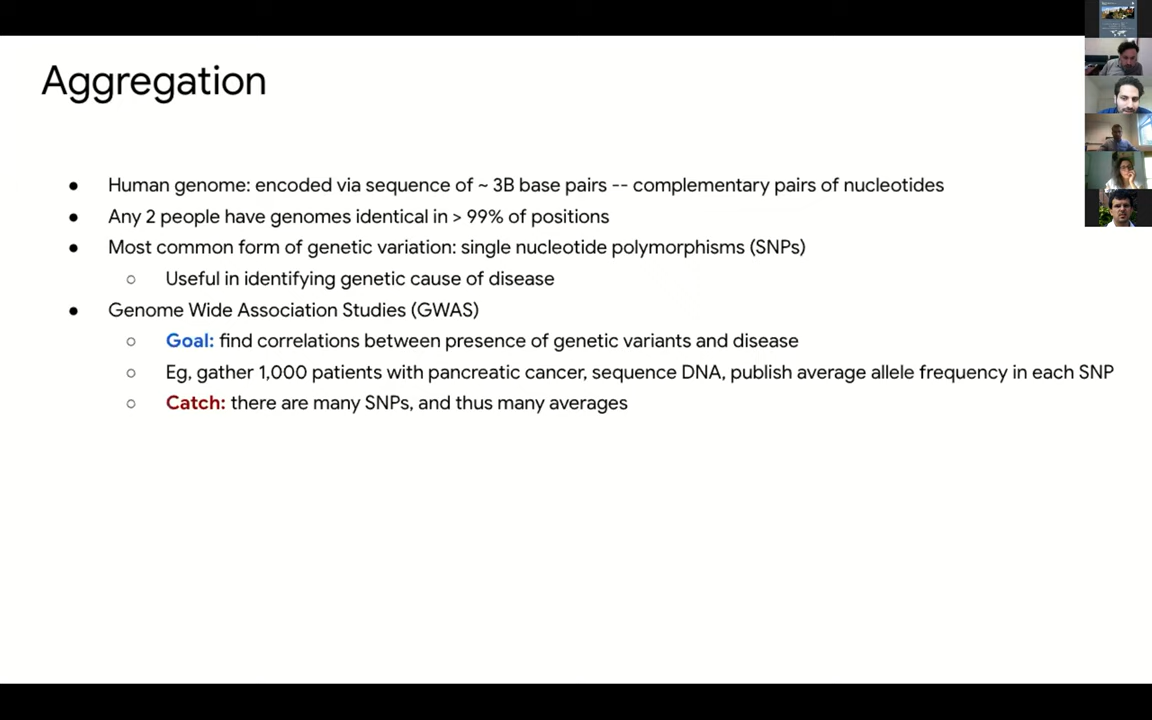 Aggregation
● Human genome: encoded via sequence of ~ 3B base pairs -- complementary pairs of nucleotides
● Any 2 people have genomes identical in > 99% of positions
● Most common form of genetic variation: single nucleotide polymorphisms (SNPs)
○ Useful in identifying genetic cause of disease
● Genome Wide Association Studies (GWAS)
○ Goal: find correlations between presence of genetic variants and disease
○ Eg, gather 1,000 patients with pancreatic cancer, sequence DNA, publish average allele frequency in each SNP
○ Catch: there are many SNPs, and thus many averages